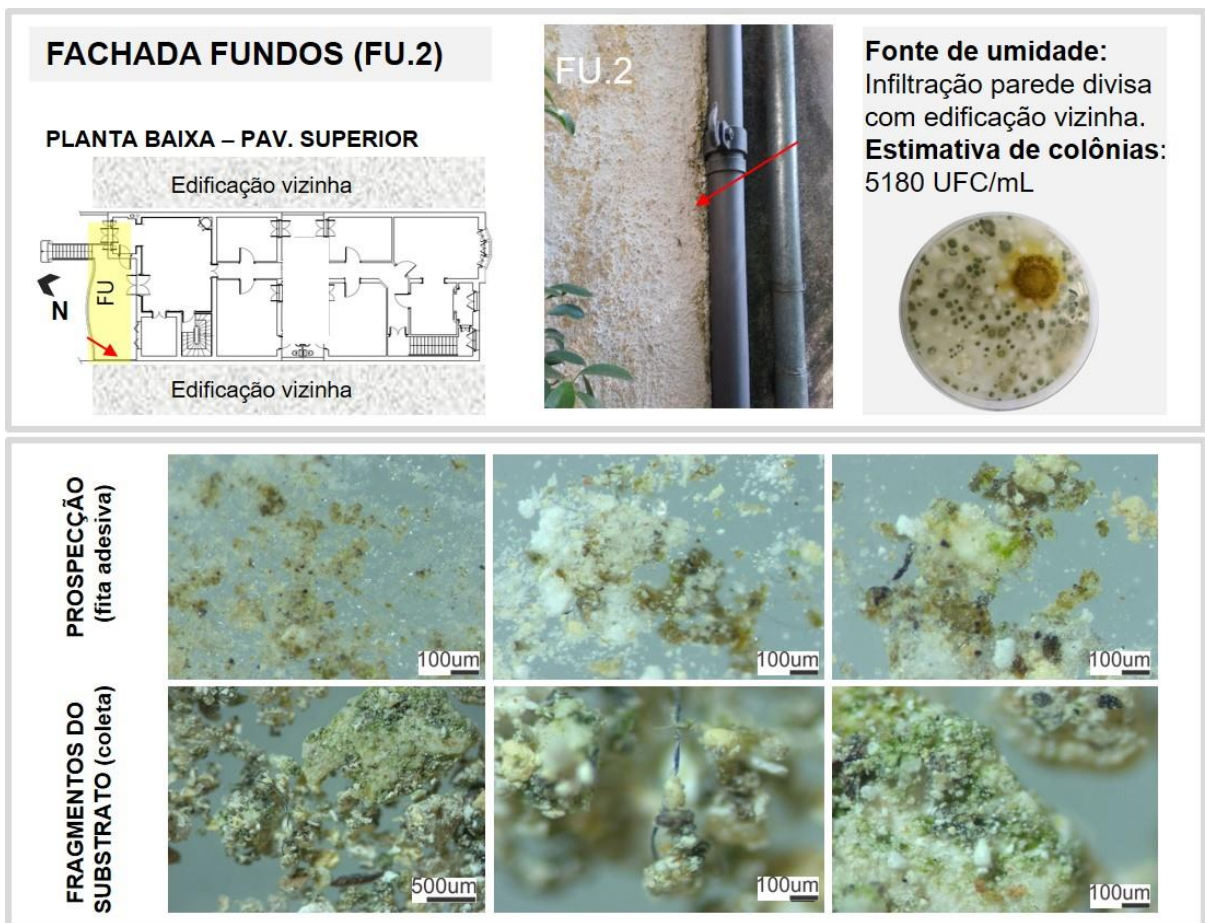 FACHADA FUNDOS (FU.2)
PLANTA BAIXA – PAV. SUPERIOR
Edificação vizinha
FU
N
Edificação vizinha
FU.2
Fonte de umidade:
Infiltração parede divisa
com edificação vizinha.
Estimativa de colônias:
5180 UFC/mL
PROSPECÇÃO
(fita adesiva)
100um
100um
100um
FRAGMENTOS DO
SUBSTRATO (coleta)
500um
100um
100um